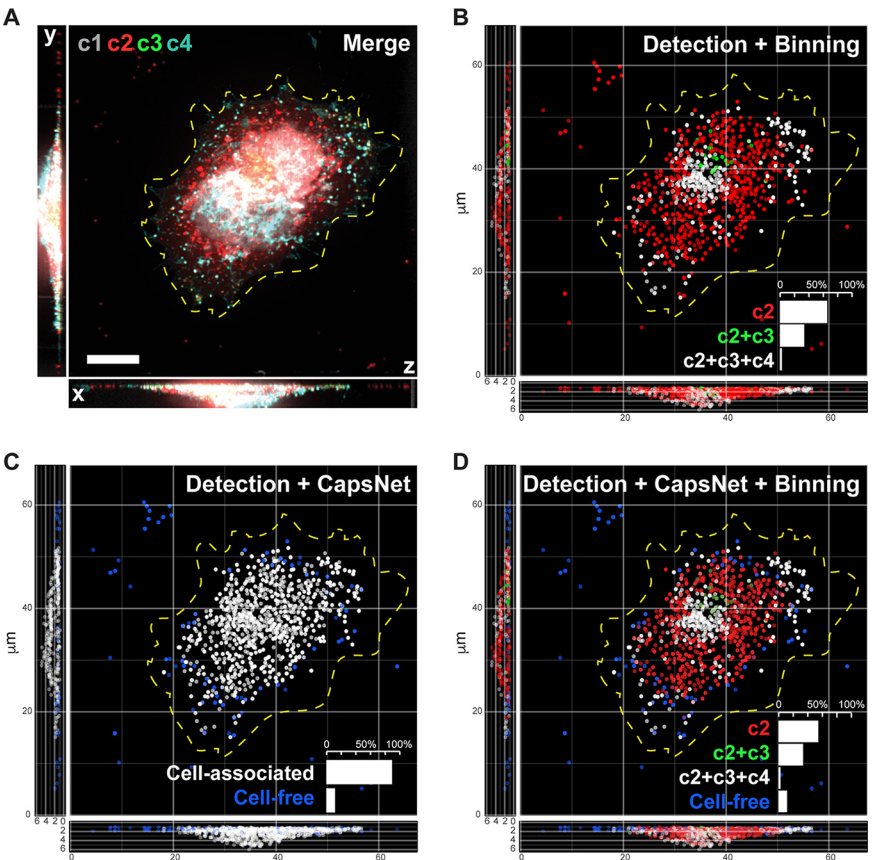 A
y
c1 c2 c3 c4
Merge
z
x
B
Detection + Binning
60
40
20
0
μm
0 50% 100%
c2
c2+c3
c2+c3+c4
6 4 2 0
0
2
4
6
20 40 60
C
Detection + CapsNet
60
40
20
0
μm
0 50% 100%
Cell-associated
Cell-free
6 4 2 0
2
4
6
0 20 40 60
D
Detection + CapsNet + Binning
60
40
20
0
μm
0 50% 100%
c2
c2+c3
c2+c3+c4
Cell-free
6 4 2 0
2
4
6
0 20 40 60